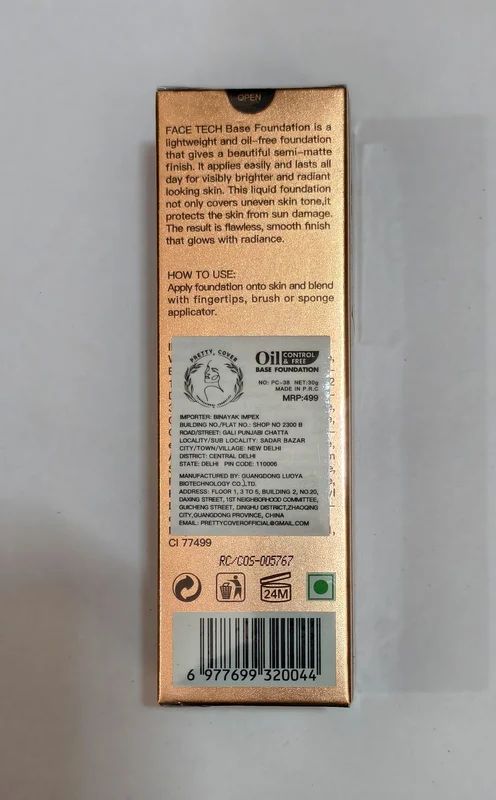 OPEN
FACE TECH Base Foundation is a
lightweight and oil-free foundation
that gives a beautiful semi-matte
finish. It applies easily and lasts all
day for visibly brighter and radiant
looking skin. This liquid foundation
not only covers uneven skin tone,it
protects the skin from sun damage.
The result is flawless, smooth finish
that glows with radiance.
HOW TO USE:
Apply foundation onto skin and blend
with fingertips, brush or sponge
applicator.
PRETTY, COVER
Oil CONTROL & FREE
BASE FOUNDATION
NO: PC-38 NET:30g
MADE IN P.R.C
MRP:499
IMPORTER: BINAYAK IMPEX
BUILDING NO./FLAT NO.: SHOP NO 2300 B
ROAD/STREET: GALI PUNJABI CHATTA
LOCALITY/SUB LOCALITY: SADAR BAZAR
CITY/TOWN/VILLAGE: NEW DELHI
DISTRICT: CENTRAL DELHI
STATE: DELHI PIN CODE: 110006
MANUFACTURED BY: GUANGDONG LUOYA
BIOTECHNOLOGY CO.,LTD.
ADDRESS: FLOOR 1, 3 TO 5, BUILDING 2, NO.20,
DAXING STREET, 1ST NEIGHBORHOOD COMMITTEE,
GUICHENG STREET, DINGHU DISTRICT,ZHAOQING
CITY,GUANGDONG PROVINCE, CHINA
EMAIL: PRETTYCOVEROFFICIAL@GMAIL.COM
CI 77499
RC/COS-005767
24M
6 977699 320044